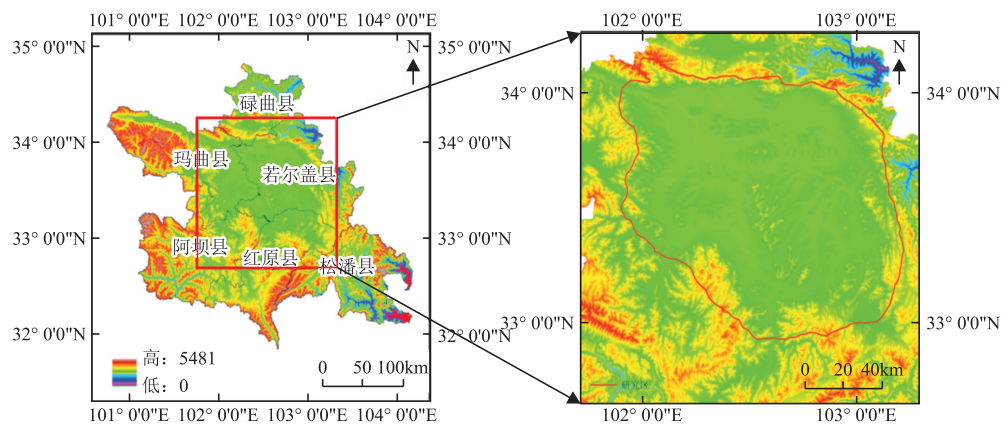 101° 0′0″E 102° 0′0″E 103° 0′0″E 104° 0′0″E
35° 0′0″N
34° 0′0″N
33° 0′0″N
32° 0′0″N
N
35° 0′0″N
34° 0′0″N
33° 0′0″N
32° 0′0″N
碌曲县
玛曲县
若尔盖县
阿坝县
红原县
松潘县
高：5481
低：0
0 50 100km
101° 0′0″E 102° 0′0″E 103° 0′0″E 104° 0′0″E
102° 0′0″E 103° 0′0″E
34° 0′0″N
33° 0′0″N
N
34° 0′0″N
33° 0′0″N
0 20 40km
研究区
102° 0′0″E 103° 0′0″E